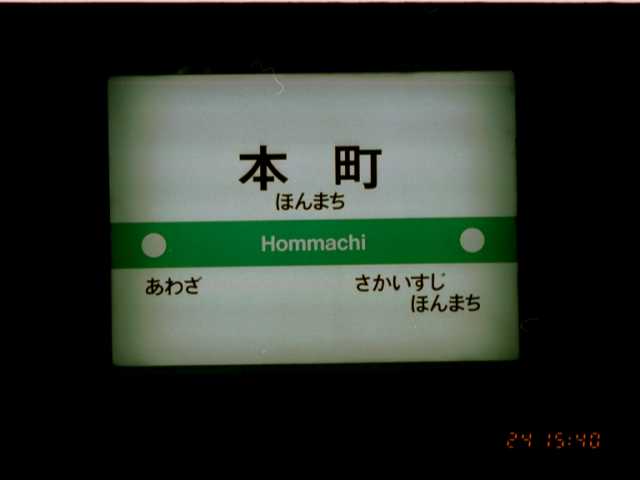 本町
ほんまち
Hommachi
あわざ
さかいすじ
ほんまち
24 15:40